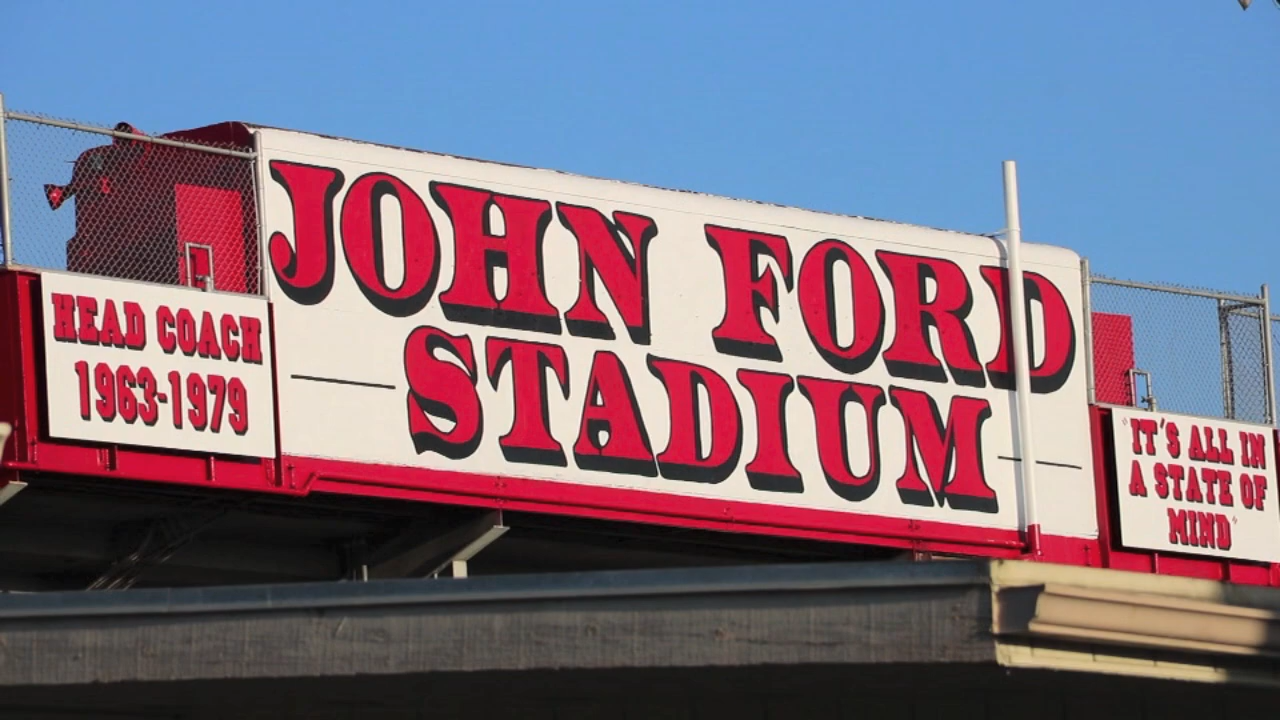 HEAD COACH
1963-1979
JOHN FORD
STADIUM
"IT'S ALL IN
A STATE OF
MIND"